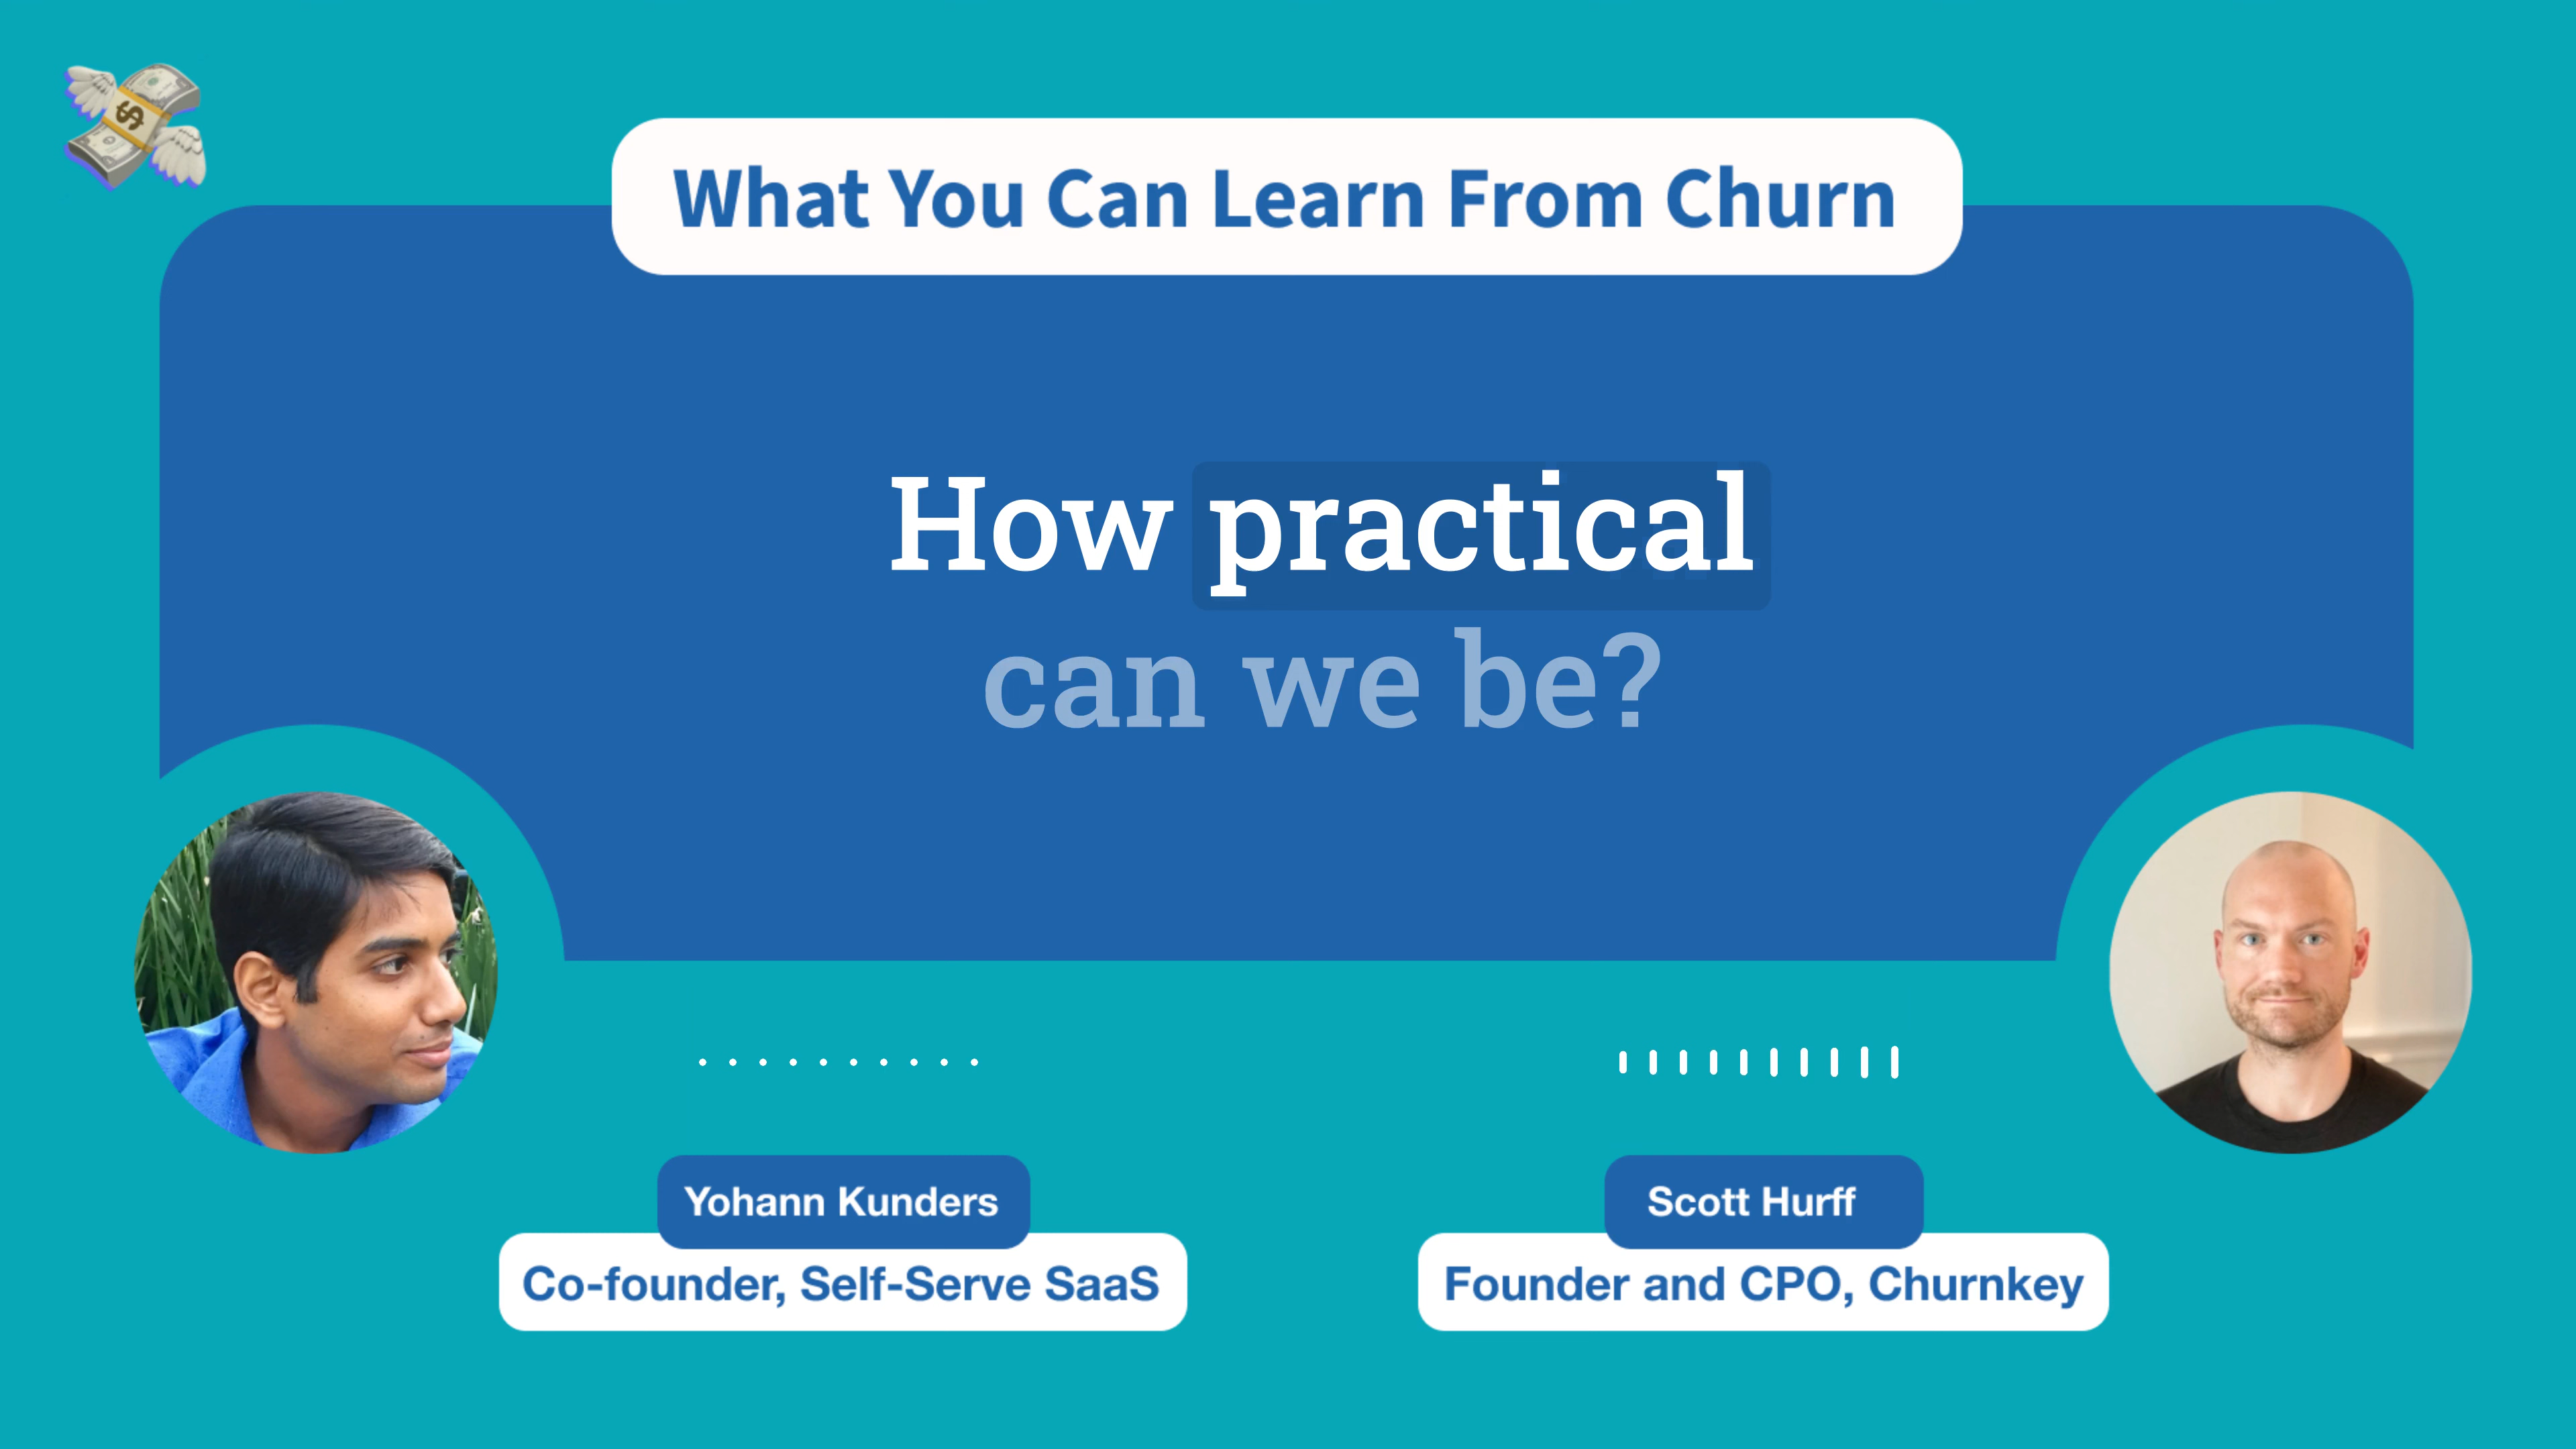 What You Can Learn From Churn
How practical
can we be?
Yohann Kunders
Co-founder, Self-Serve SaaS
Scott Hurff
Founder and CPO, Churnkey